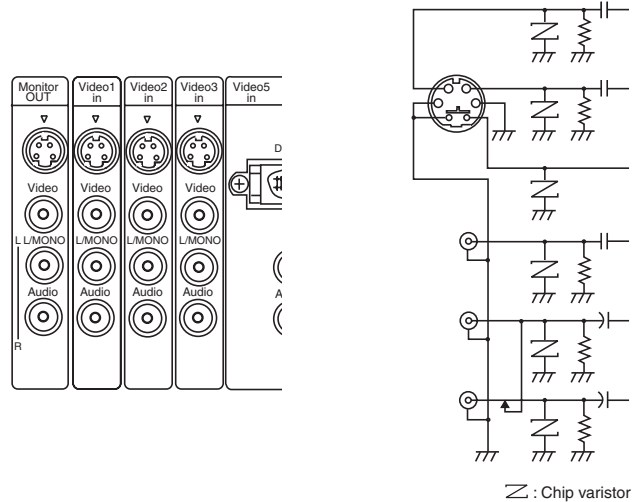 Monitor OUT
Video1 in
Video2 in
Video3 in
Video5 in
D
Video
Video
Video
Video
L L/MONO
L/MONO
L/MONO
L/MONO
Audio
Audio
Audio
Audio
A
R
: Chip varistor